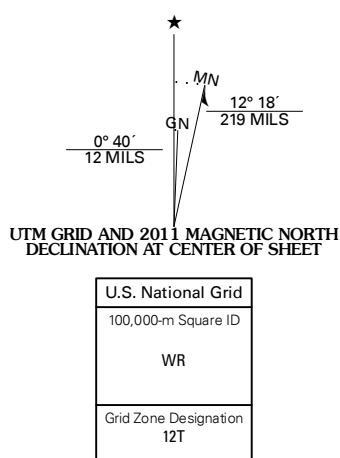 ★
MN
GN
12° 18´
219 MILS
0° 40´
12 MILS
UTM GRID AND 2011 MAGNETIC NORTH
DECLINATION AT CENTER OF SHEET
U.S. National Grid
100,000-m Square ID
WR
Grid Zone Designation
12T